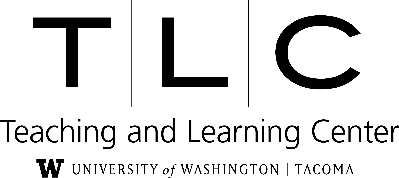 T | L | C
Teaching and Learning Center
W UNIVERSITY of WASHINGTON | TACOMA